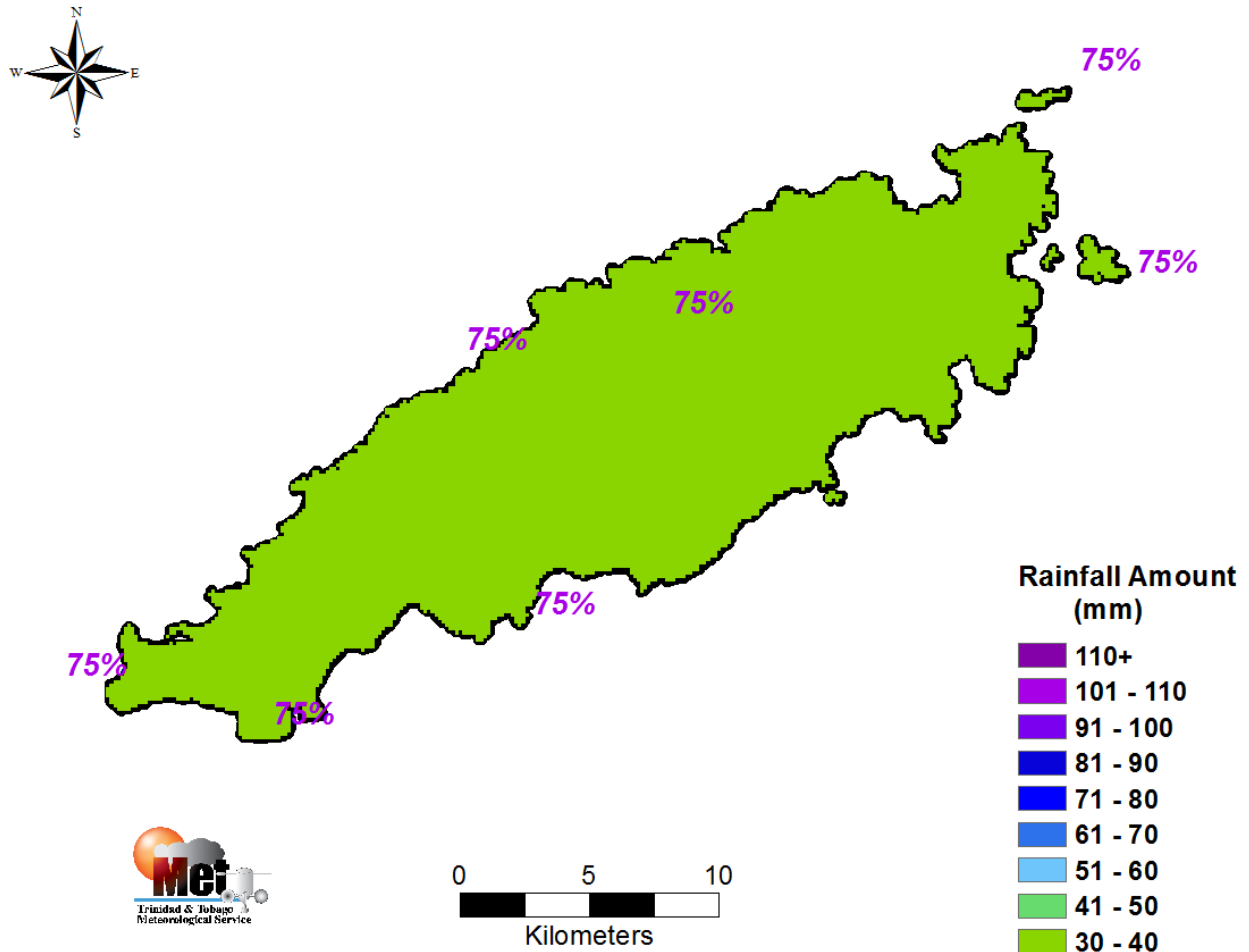 N
W
E
S
75%
75%
75%
75%
75%
75%
75%
Rainfall Amount
(mm)
110+
101 - 110
91 - 100
81 - 90
71 - 80
61 - 70
51 - 60
41 - 50
30 - 40
Met
Trinidad & Tobago
Meteorological Service
0 5 10
Kilometers